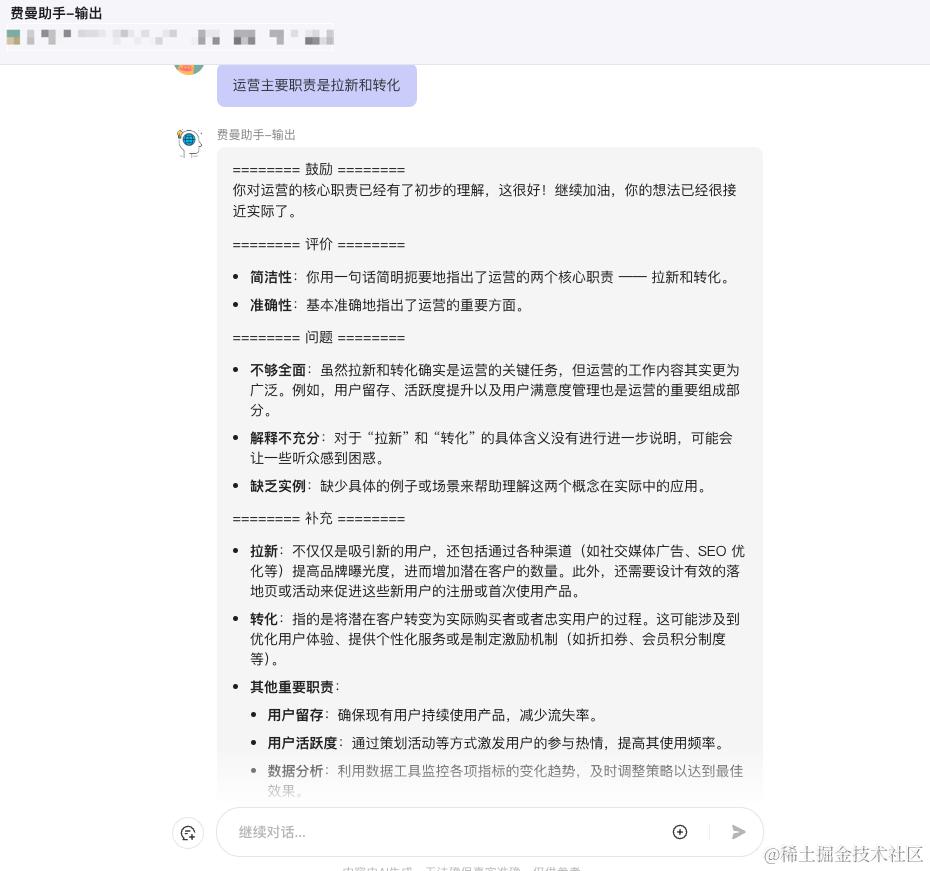 费曼助手-输出
运营主要职责是拉新和转化
费曼助手-输出
======== 鼓励 ========
你对运营的核心职责已经有了初步的理解，这很好！继续加油，你的想法已经很接
近实际了。
======== 评价 ========
• 简洁性：你用一句话简明扼要地指出了运营的两个核心职责 —— 拉新和转化。
• 准确性：基本准确地指出了运营的重要方面。
======== 问题 ========
• 不够全面：虽然拉新和转化确实是运营的关键任务，但运营的工作内容其实更为
广泛。例如，用户留存、活跃度提升以及用户满意度管理也是运营的重要组成部
分。
• 解释不充分：对于 “拉新” 和 “转化” 的具体含义没有进行进一步说明，可能会
让一些听众感到困惑。
• 缺乏实例：缺少具体的例子或场景来帮助理解这两个概念在实际中的应用。
======== 补充 ========
• 拉新：不仅仅是吸引新的用户，还包括通过各种渠道（如社交媒体广告、SEO 优
化等）提高品牌曝光度，进而增加潜在客户的数量。此外，还需要设计有效的落
地页或活动来促进这些新用户的注册或首次使用产品。
• 转化：指的是将潜在客户转变为实际购买者或者忠实用户的过程。这可能涉及到
优化用户体验、提供个性化服务或是制定激励机制（如折扣券、会员积分制度
等）。
• 其他重要职责：
• 用户留存：确保现有用户持续使用产品，减少流失率。
• 用户活跃度：通过策划活动等方式激发用户的参与热情，提高其使用频率。
• 数据分析：利用数据工具监控各项指标的变化趋势，及时调整策略以达到最佳
效果。
继续对话...
@稀土掘金技术社区